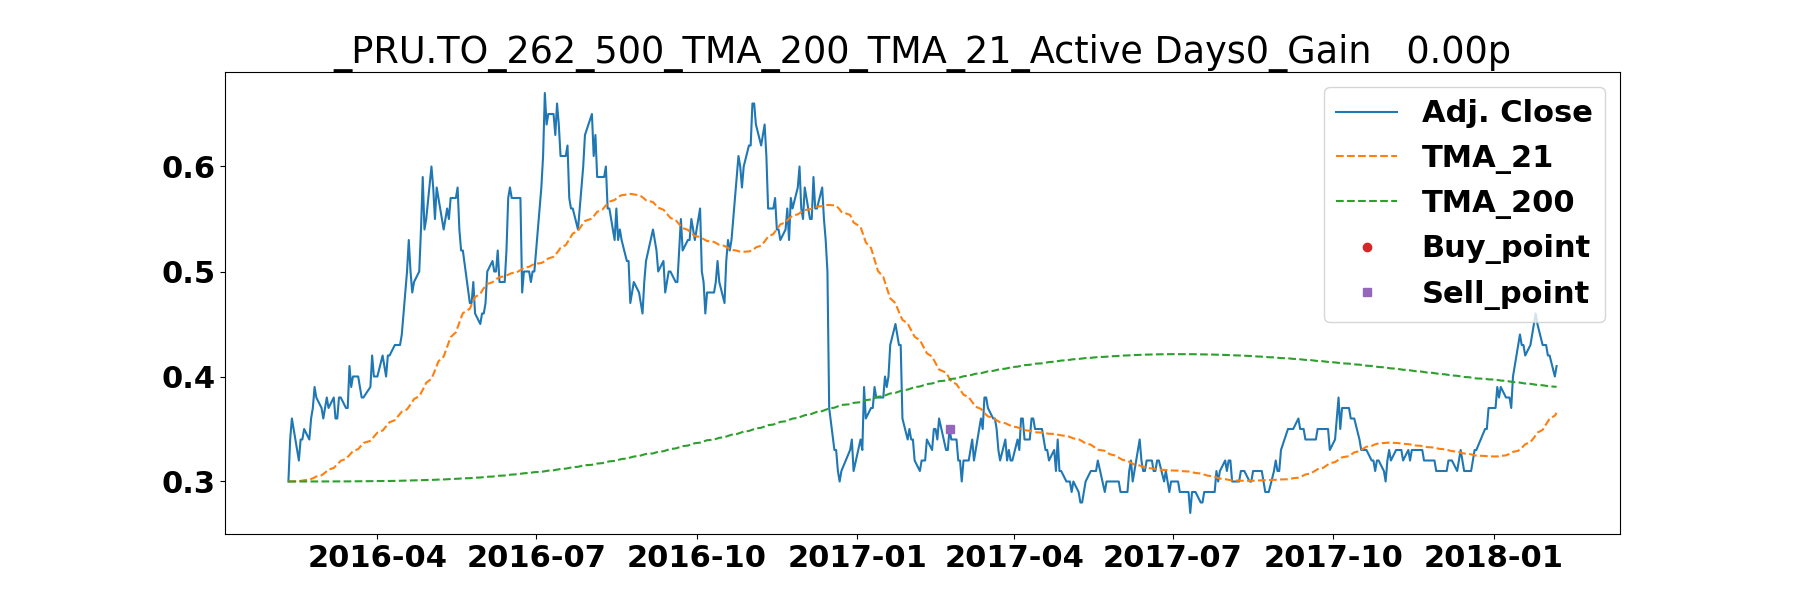 _PRU.TO_262_500_TMA_200_TMA_21_Active Days0_Gain   0.00p
Adj. Close
TMA_21
TMA_200
Buy_point
Sell_point
0.6
0.5
0.4
0.3
2016-04 2016-07 2016-10 2017-01 2017-04 2017-07 2017-10 2018-01